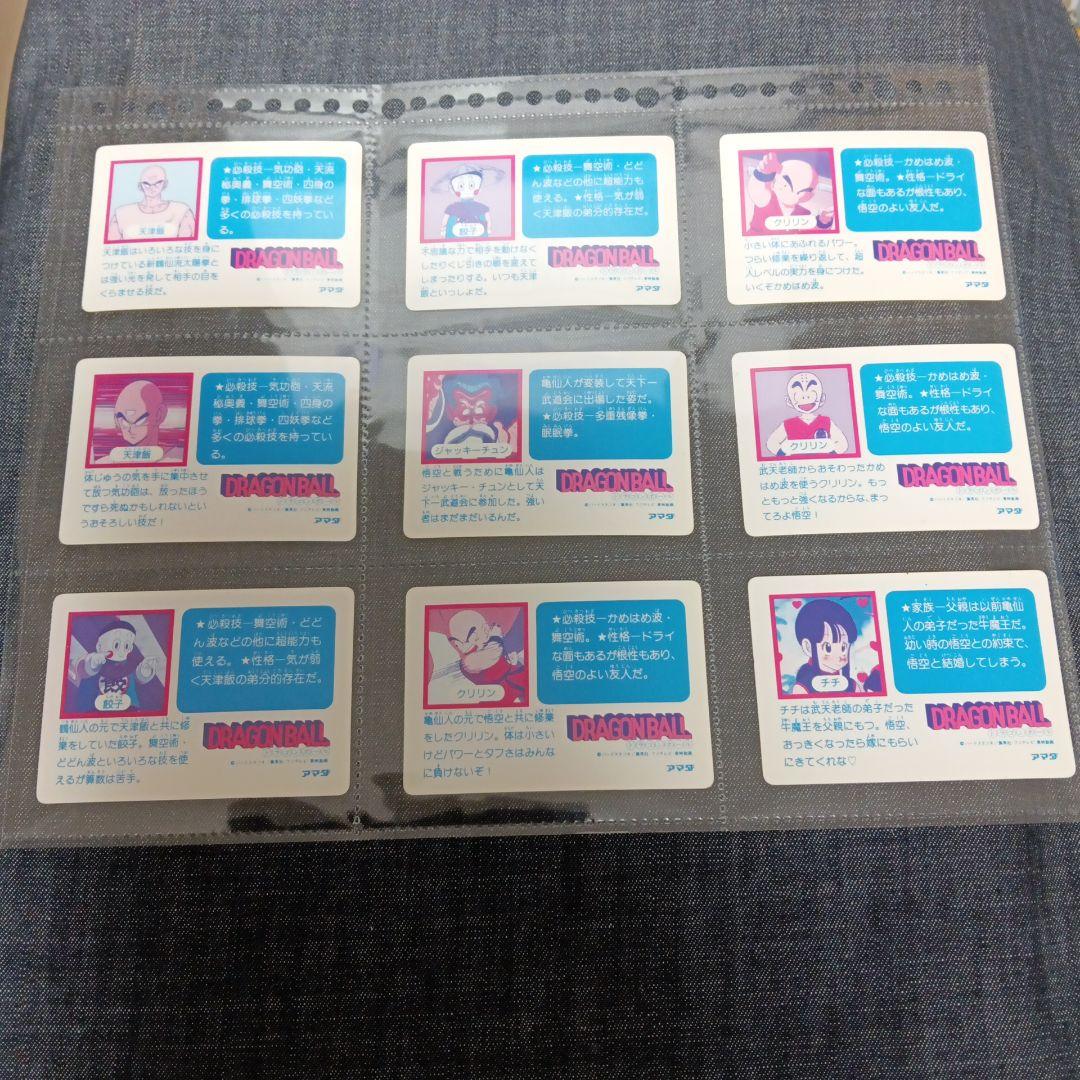 ★必殺技―気功砲・天流
秘奥義・舞空術・四身の
拳・排球拳・四妖拳など
多くの必殺技を持ってい
る。
天津飯
天津飯はいろいろな技を身に
つけている新鶴仙流太陽拳と
は強い光を発して相手の目を
くらませる技だ。
DRAGONBALL
アマダ
★必殺技―舞空術・どど
ん波などの他に超能力も
使える。★性格―気が弱
く天津飯の弟分的存在だ。
餃子
不思議な力で相手を動けなく
したりくじ引きの順を変えて
しまったりする。いつも天津
飯といっしょだ。
DRAGONBALL
アマダ
★必殺技―かめはめ波・
舞空術。★性格―ドライ
な面もあるが根性もあり、
悟空のよい友人だ。
クリリン
小さい体にあふれるパワー。
つらい修業を繰り返して、超
人レベルの実力を身につけた。
いくぞかめはめ波。
DRAGONBALL
アマダ
★必殺技―気功砲・天流
秘奥義・舞空術・四身の
拳・排球拳・四妖拳など
多くの必殺技を持ってい
る。
天津飯
体じゅうの気を手に集中させ
て放つ気功砲は、放ったほう
ですら死ぬかもしれないとい
うおそろしい技だ！
DRAGONBALL
アマダ
亀仙人が変装して天下一
武道会に出場した姿だ。
★必殺技―多重残像拳・
眠眠拳。
ジャッキーチュン
悟空と戦うために亀仙人は
ジャッキー・チュンとして天
下一武道会に参加した。強い
者はまだまだいるんだ。
DRAGONBALL
アマダ
★必殺技―かめはめ波・
舞空術。★性格―ドライ
な面もあるが根性もあり、
悟空のよい友人だ。
クリリン
武天老師からおそわったかめ
はめ波を使うクリリン。もっ
ともっと強くなるからな、まっ
てろよ悟空！
DRAGONBALL
アマダ
★必殺技―舞空術・どど
ん波などの他に超能力も
使える。★性格―気が弱
く天津飯の弟分的存在だ。
餃子
鶴仙人の元で天津飯と共に修
業をしていた餃子。舞空術・
どどん波といろいろな技を使
えるが算数は苦手。
DRAGONBALL
アマダ
★必殺技―かめはめ波・
舞空術。★性格―ドライ
な面もあるが根性もあり、
悟空のよい友人だ。
クリリン
亀仙人の元で悟空と共に修業
をしたクリリン。体は小さい
けどパワーとタフさはみんな
に負けないぞ！
DRAGONBALL
アマダ
★家族―父親は以前亀仙
人の弟子だった牛魔王だ。
幼い時の悟空との約束で、
悟空と結婚してしまう。
チチ
チチは武天老師の弟子だった
牛魔王を父親にもつ。悟空、
おっきくなったら嫁にもらい
にきてくれな♡
DRAGONBALL
アマダ